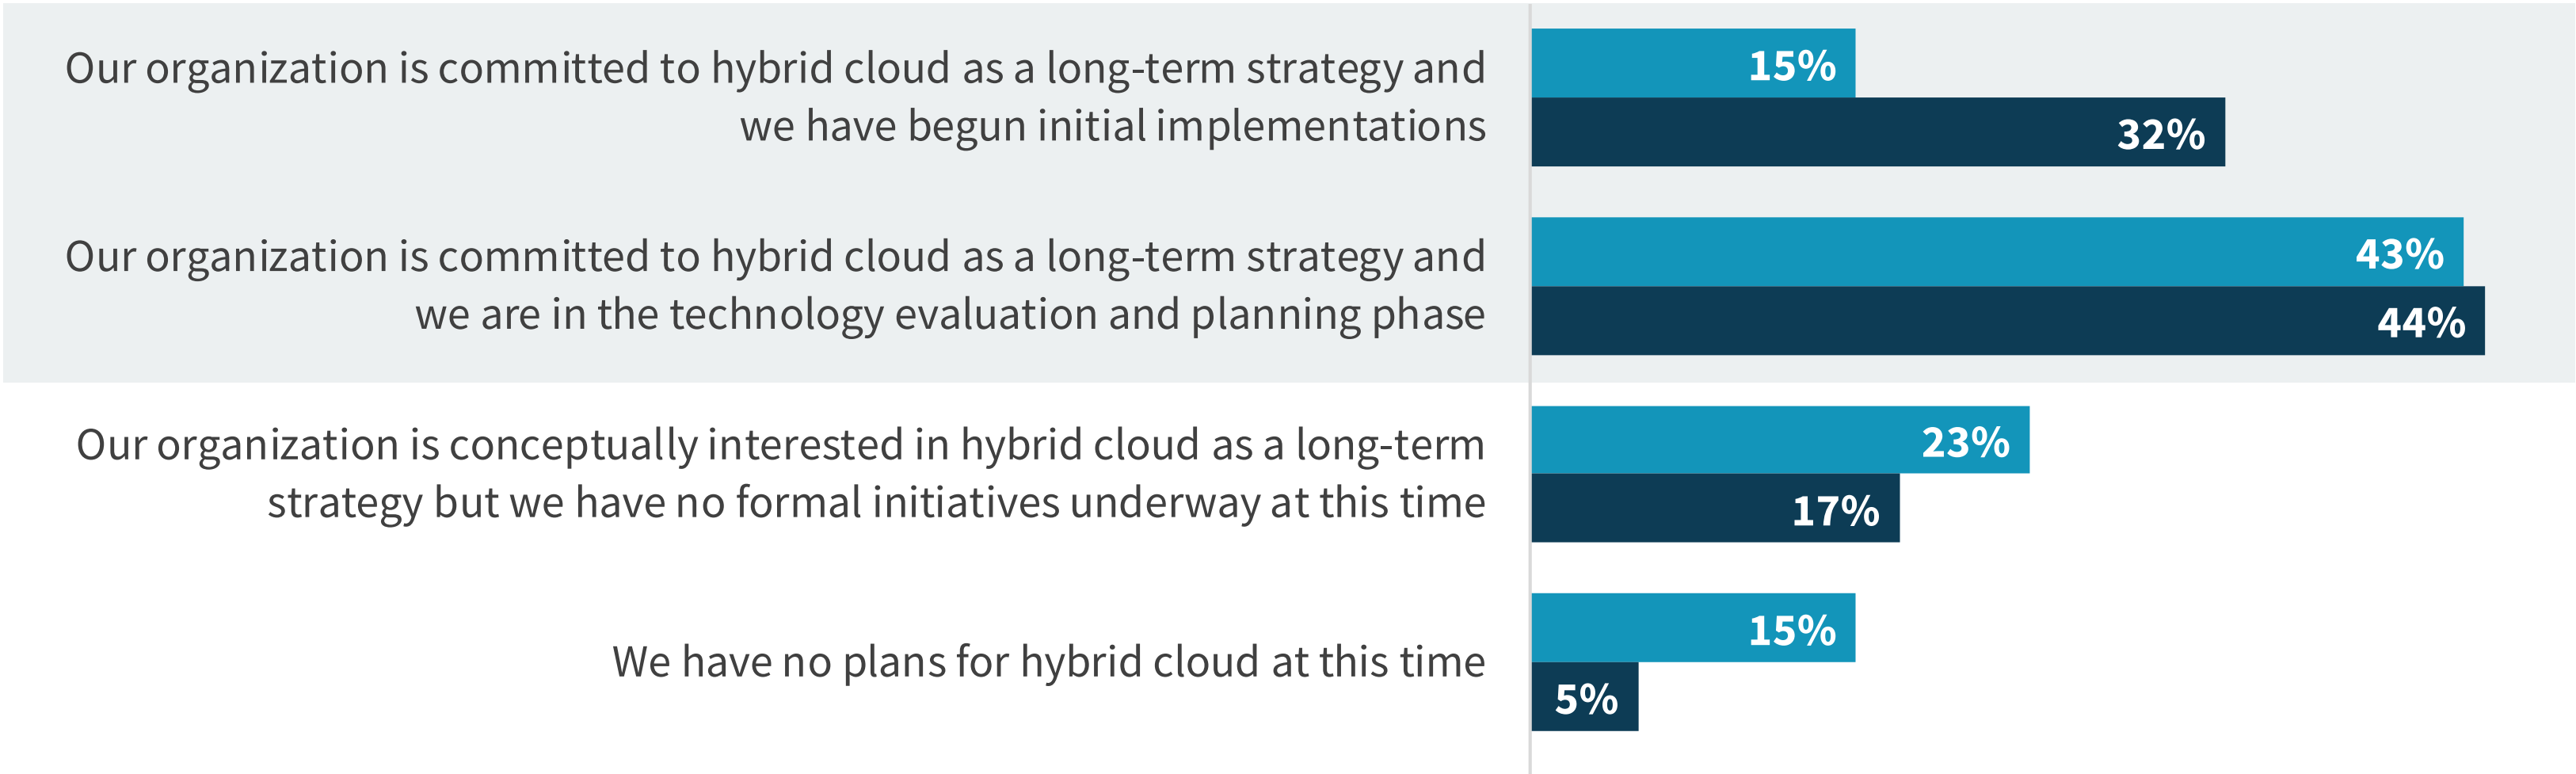 Our organization is committed to hybrid cloud as a long-term strategy and
we have begun initial implementations
15%
32%
Our organization is committed to hybrid cloud as a long-term strategy and
we are in the technology evaluation and planning phase
43%
44%
Our organization is conceptually interested in hybrid cloud as a long-term
strategy but we have no formal initiatives underway at this time
23%
17%
We have no plans for hybrid cloud at this time
15%
5%